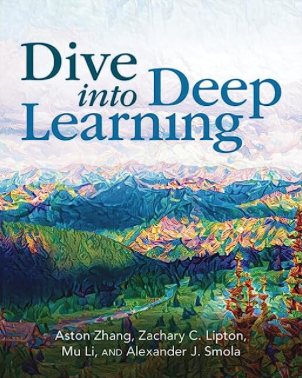 Dive
into Deep
Learning
Aston Zhang, Zachary C. Lipton,
Mu Li, AND Alexander J. Smola